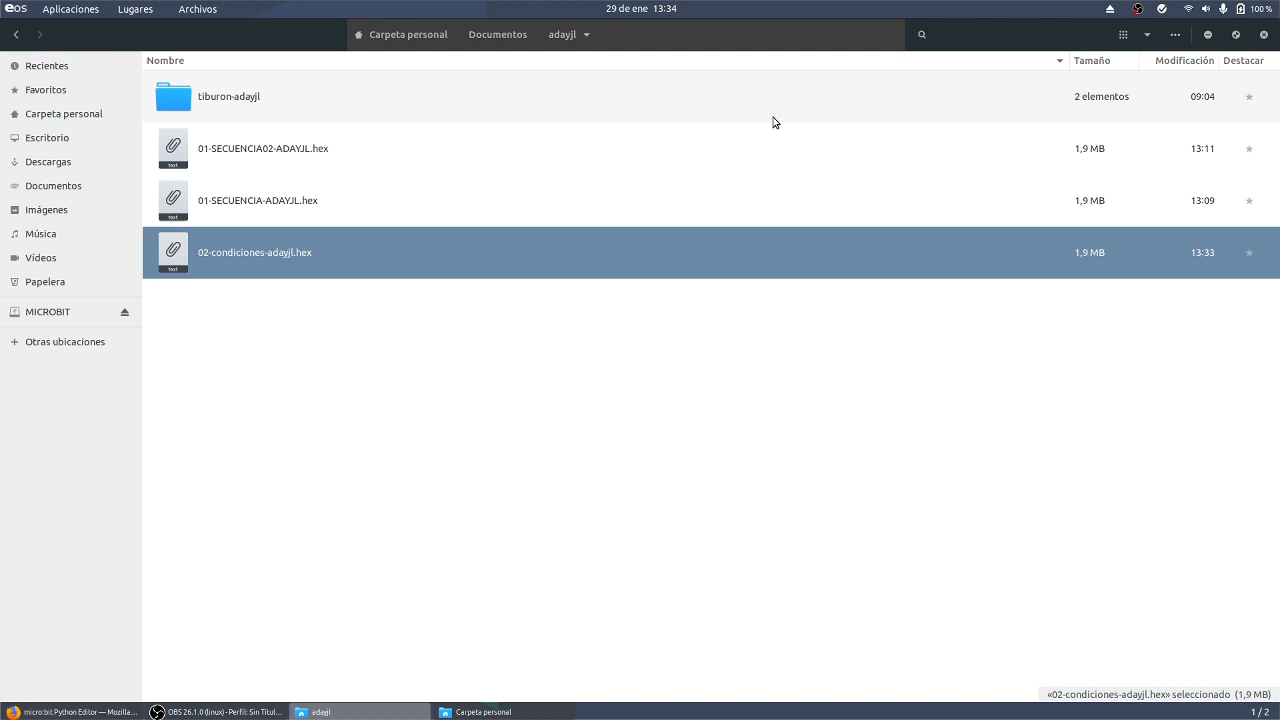 EOS Aplicaciones Lugares Archivos 29 de ene 13:34 100 %
Carpeta personal Documentos adayjl
Nombre Tamaño Modificación Destacar
Recientes
Favoritos
Carpeta personal
Escritorio
Descargas
Documentos
Imágenes
Música
Vídeos
Papelera
MICROBIT
Otras ubicaciones
tiburon-adayjl 2 elementos 09:04
text
01-SECUENCIA02-ADAYJL.hex 1,9 MB 13:11
text
01-SECUENCIA-ADAYJL.hex 1,9 MB 13:09
text
02-condiciones-adayjl.hex 1,9 MB 13:33
«02-condiciones-adayjl.hex» seleccionado (1,9 MB)
micro:bit Python Editor — Mozilla... OBS 26.1.0 (linux) - Perfil: Sin Títul... adayjl Carpeta personal 1 / 2